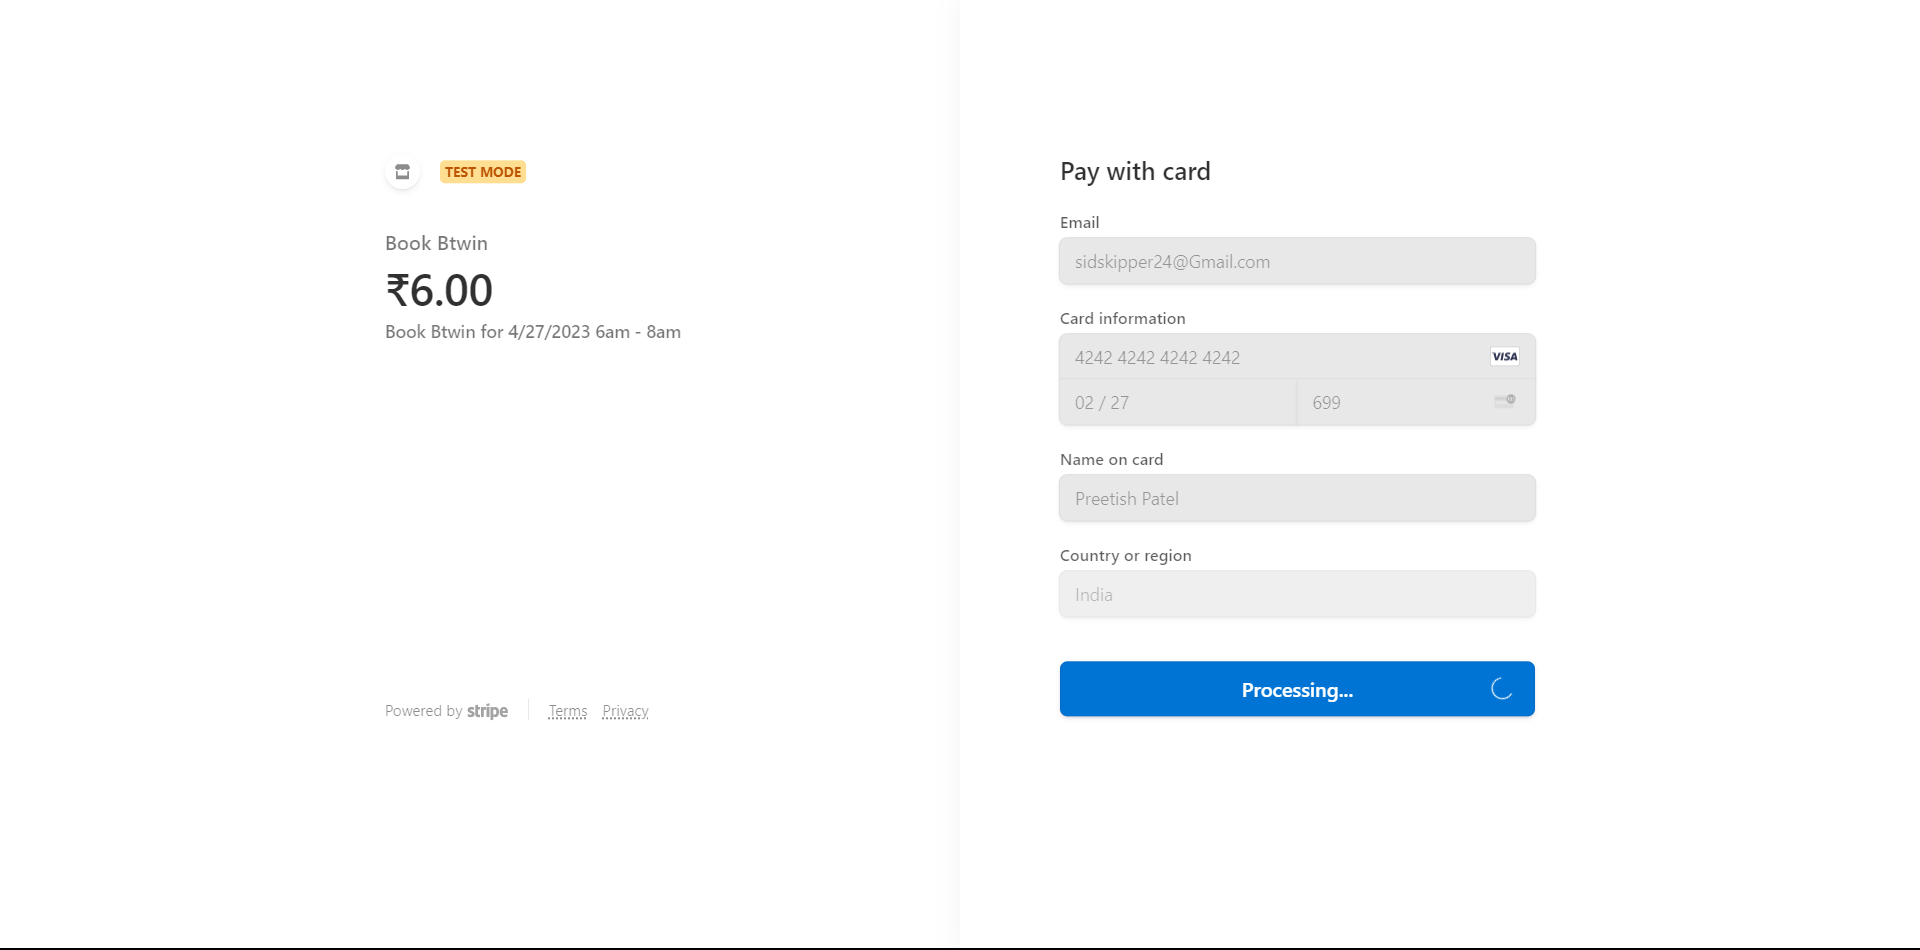 TEST MODE
Book Btwin
₹6.00
Book Btwin for 4/27/2023 6am - 8am
Powered by stripe
Terms Privacy
Pay with card
Email
sidskipper24@Gmail.com
Card information
4242 4242 4242 4242 VISA
02 / 27 699
Name on card
Preetish Patel
Country or region
India
Processing...